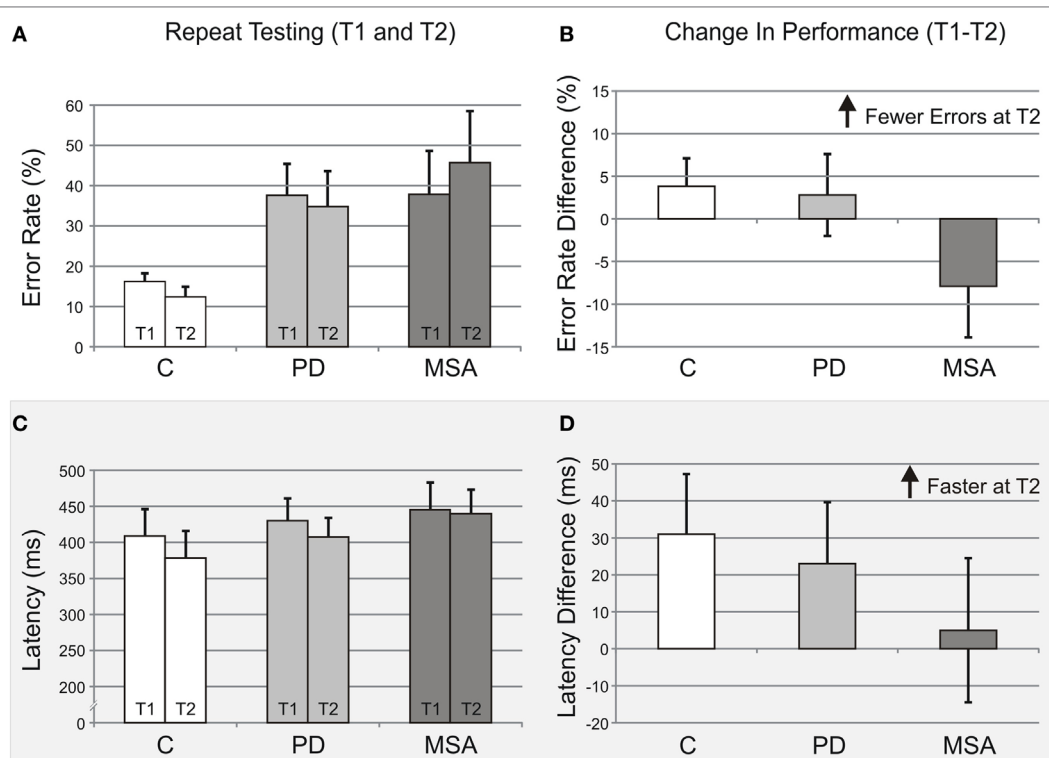 A
Repeat Testing (T1 and T2)
Error Rate (%)
60
50
40
30
20
10
0
T1 T2 T1 T2 T1 T2
C PD MSA
B
Change In Performance (T1-T2)
Error Rate Difference (%)
15
10
5
0
-5
-10
-15
Fewer Errors at T2
C PD MSA
C
Latency (ms)
500
450
400
350
300
250
200
0
T1 T2 T1 T2 T1 T2
C PD MSA
D
Latency Difference (ms)
50
40
30
20
10
0
-10
-20
Faster at T2
C PD MSA